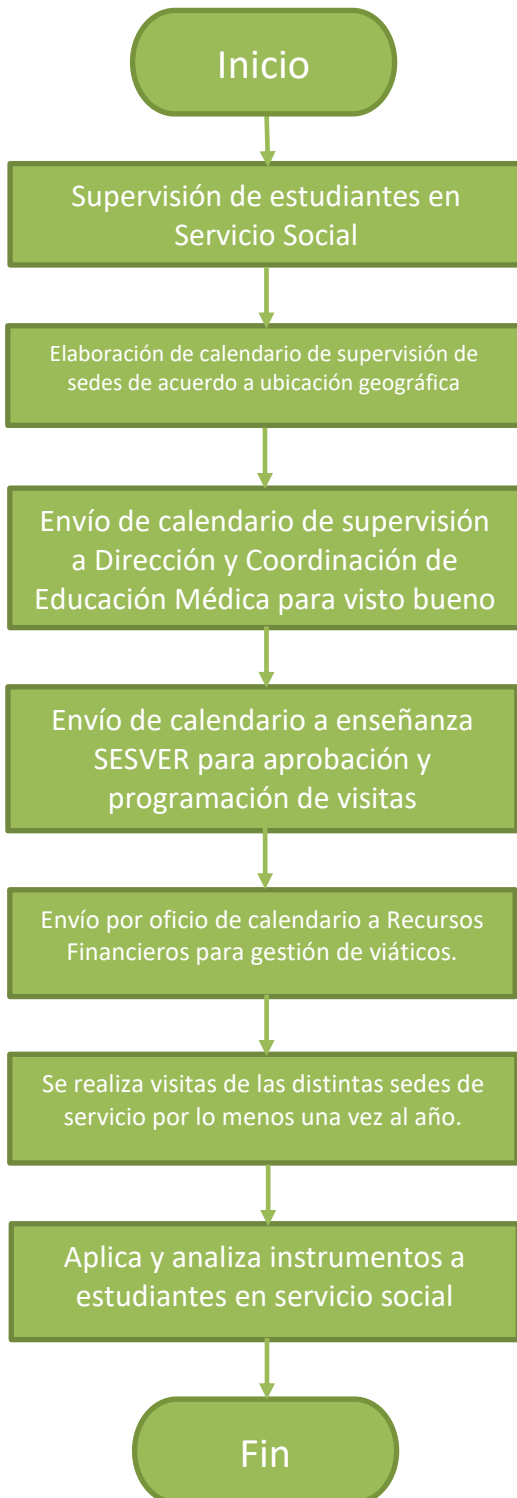 Inicio
Supervisión de estudiantes en
Servicio Social
Elaboración de calendario de supervisión de
sedes de acuerdo a ubicación geográfica
Envío de calendario de supervisión
a Dirección y Coordinación de
Educación Médica para visto bueno
Envío de calendario a enseñanza
SESVER para aprobación y
programación de visitas
Envío por oficio de calendario a Recursos
Financieros para gestión de viáticos.
Se realiza visitas de las distintas sedes de
servicio por lo menos una vez al año.
Aplica y analiza instrumentos a
estudiantes en servicio social
Fin